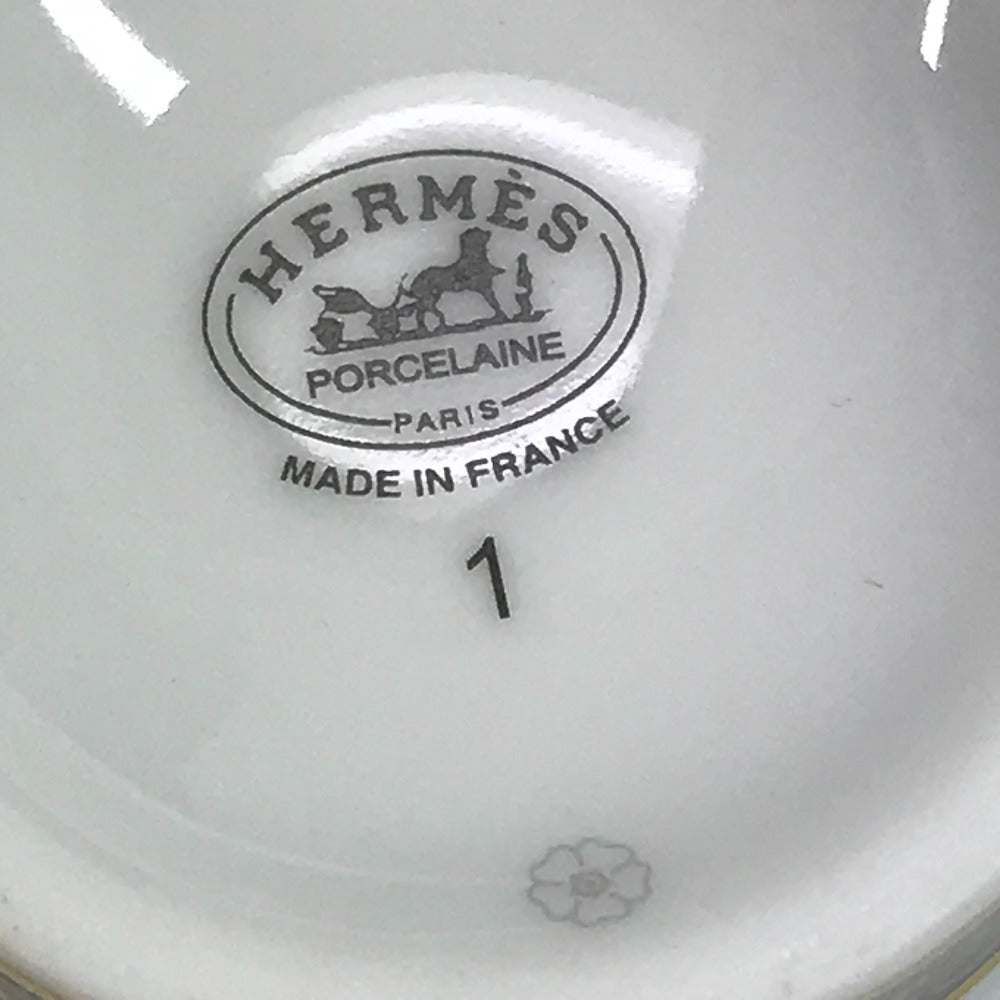 HERMÈS
PORCELAINE
PARIS
MADE IN FRANCE
1